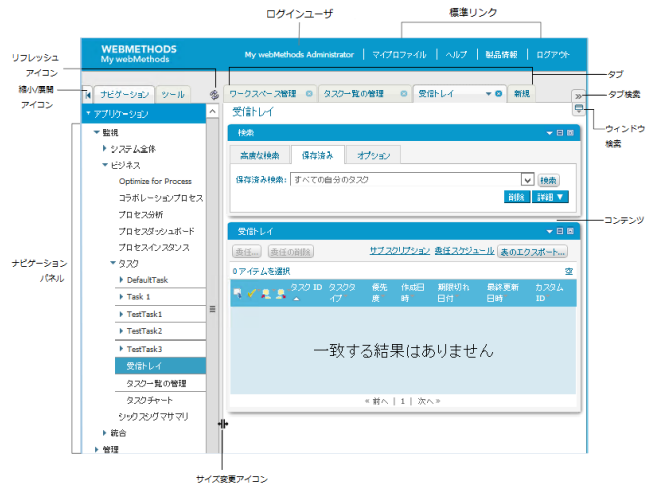 ログインユーザ
標準リンク
リフレッシュ
アイコン
縮小/展開
アイコン
ナビゲーション
パネル
タブ
タブ検索
ウィンドウ
検索
コンテンツ
サイズ変更アイコン
WEBMETHODS
My webMethods
My webMethods Administrator | マイプロファイル | ヘルプ | 製品情報 | ログアウト
ナビゲーション ツール
ワークスペース管理 タスク一覧の管理 受信トレイ 新規
アプリケーション
監視
システム全体
ビジネス
Optimize for Process
コラボレーションプロセス
プロセス分析
プロセスダッシュボード
プロセスインスタンス
タスク
DefaultTask
Task 1
TestTask1
TestTask2
TestTask3
受信トレイ
タスク一覧の管理
タスクチャート
シックスシグマサマリ
統合
管理
受信トレイ
検索
高度な検索 保存済み オプション
保存済み検索: すべての自分のタスク 検索
削除 詳細 ▼
受信トレイ
委任... 委任の削除 サブスクリプション 委任スケジュール 表のエクスポート...
0 アイテムを選択 空
タスク ID タスクタイプ 優先度 作成日時 期限切れ日付 最終更新日時 カスタム ID
一致する結果はありません
« 前へ | 1 | 次へ »